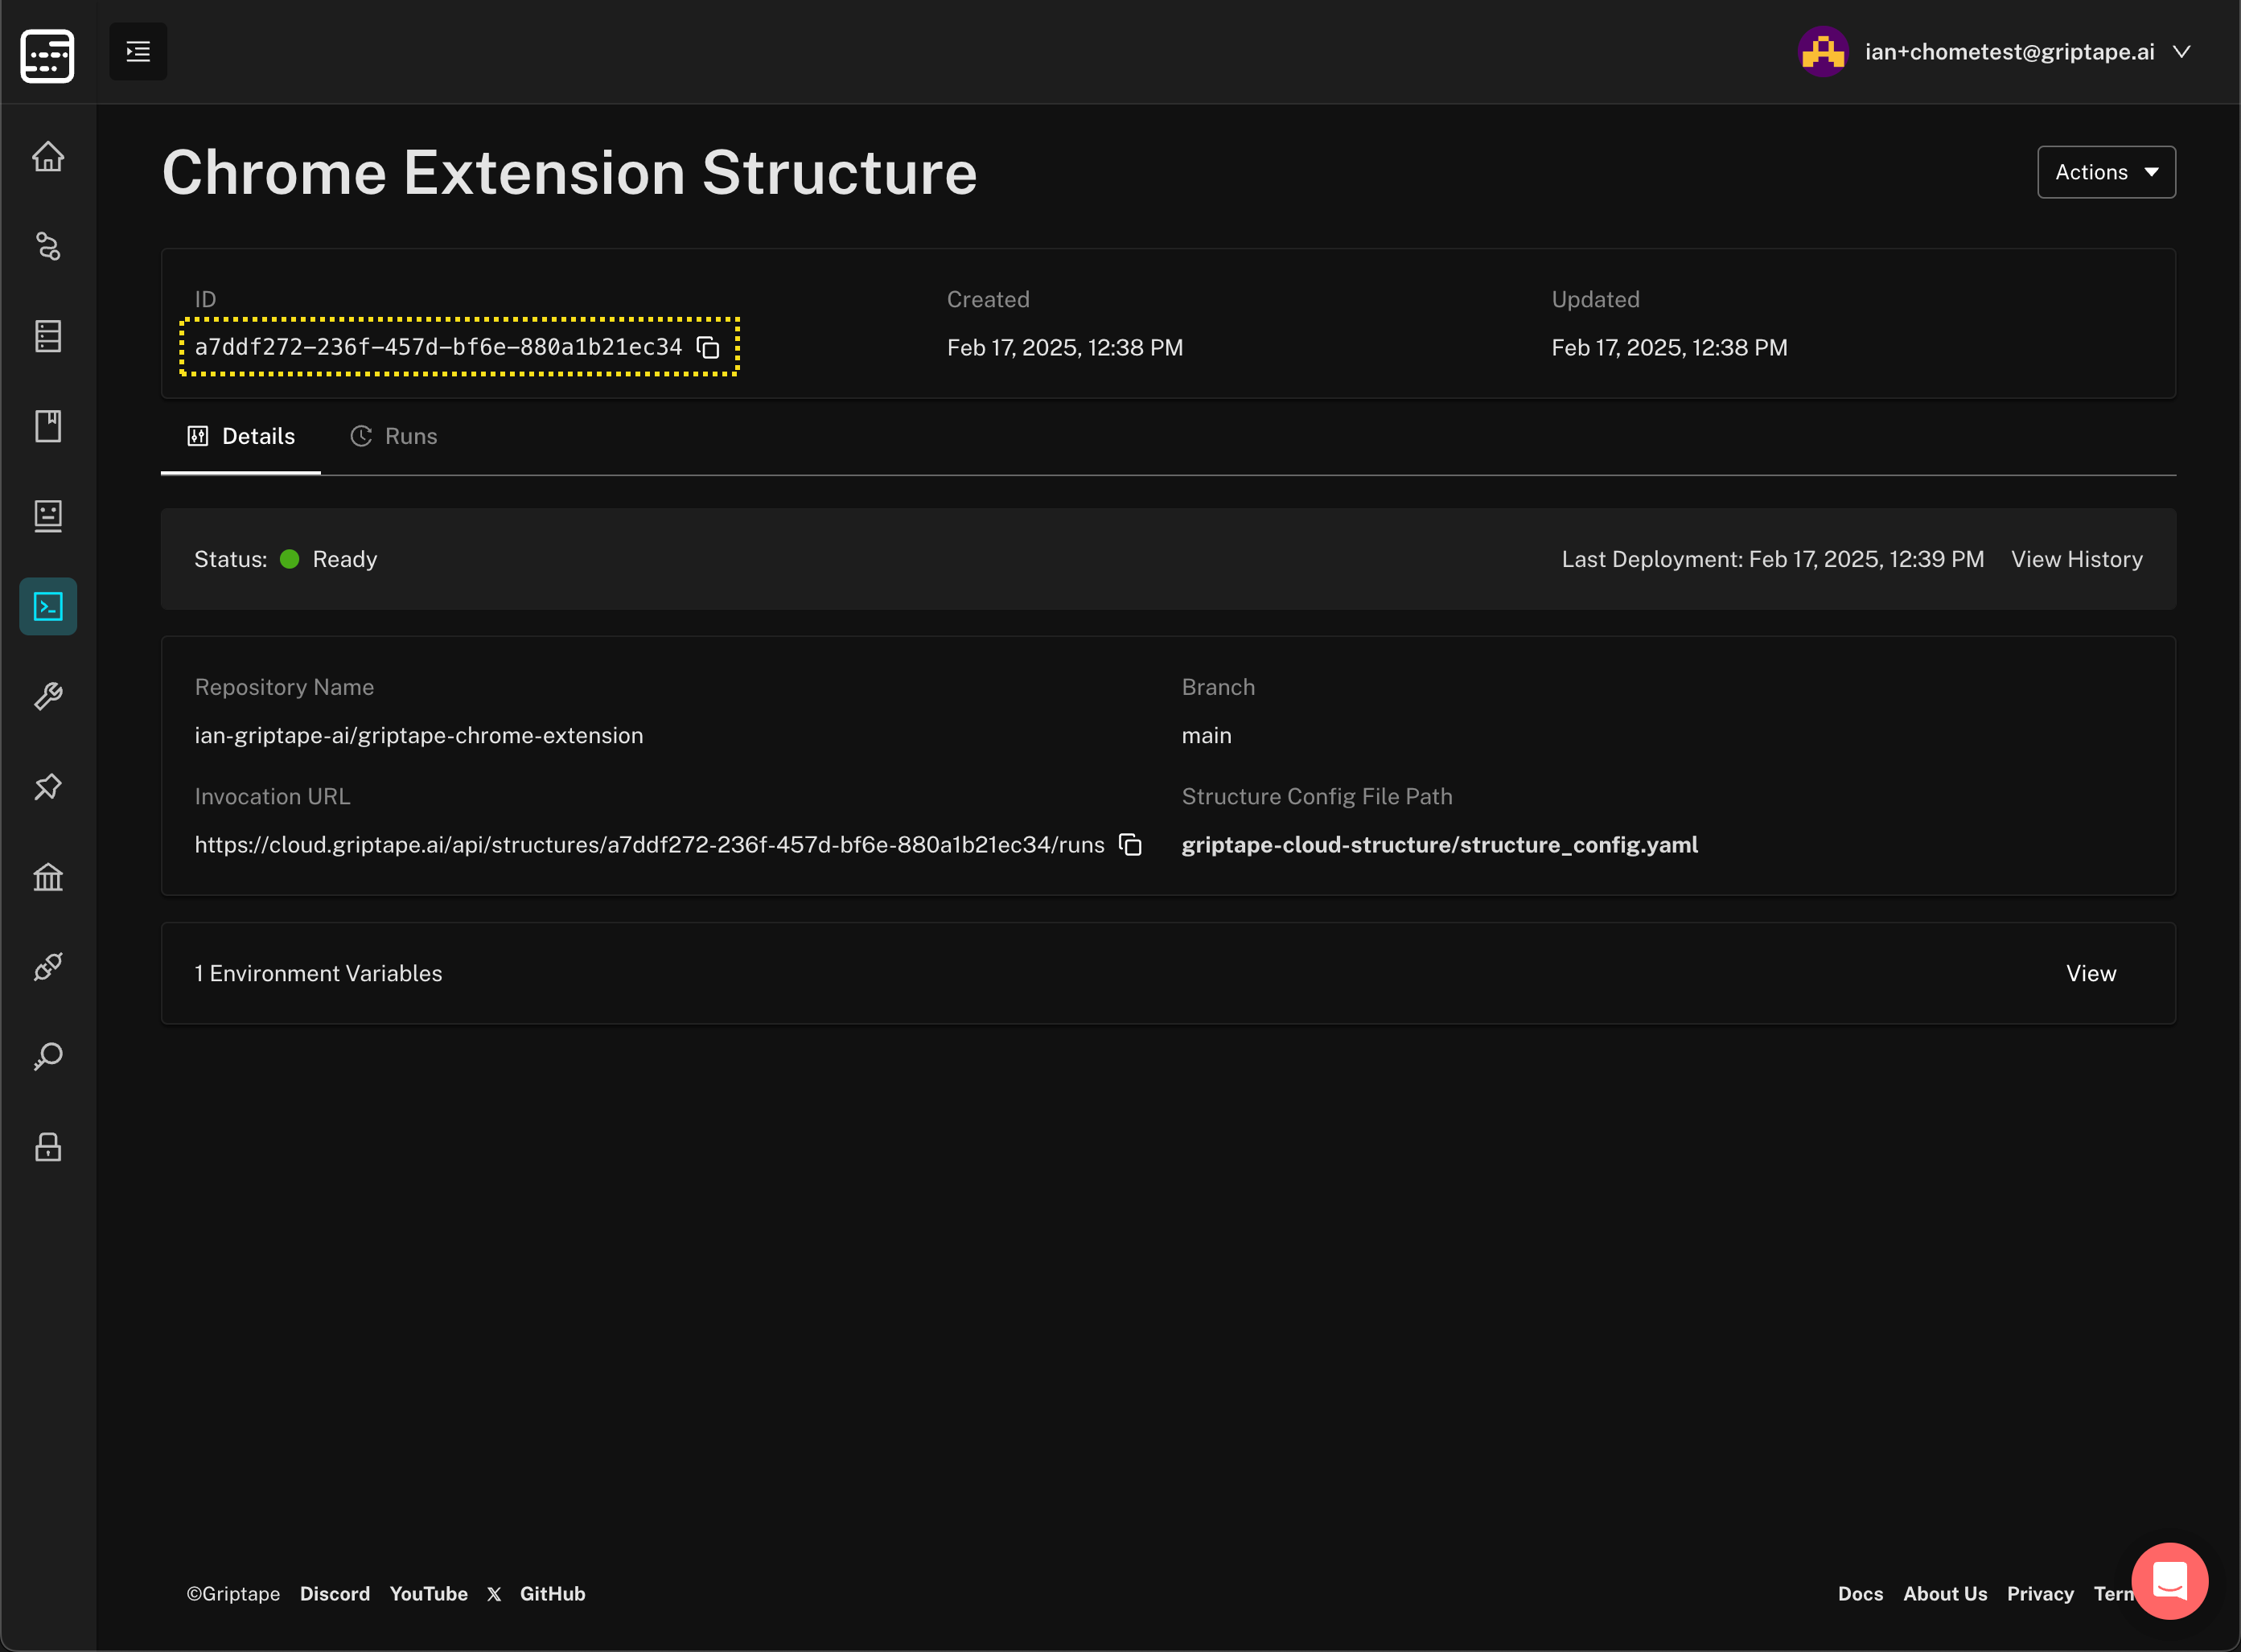 ian+chometest@griptape.ai
Chrome Extension Structure
Actions
ID
Created
Updated
a7ddf272-236f-457d-bf6e-880a1b21ec34
Feb 17, 2025, 12:38 PM
Feb 17, 2025, 12:38 PM
Details
Runs
Status: Ready
Last Deployment: Feb 17, 2025, 12:39 PM
View History
Repository Name
Branch
ian-griptape-ai/griptape-chrome-extension
main
Invocation URL
Structure Config File Path
https://cloud.griptape.ai/api/structures/a7ddf272-236f-457d-bf6e-880a1b21ec34/runs
griptape-cloud-structure/structure_config.yaml
1 Environment Variables
View
©Griptape Discord YouTube X GitHub
Docs About Us Privacy